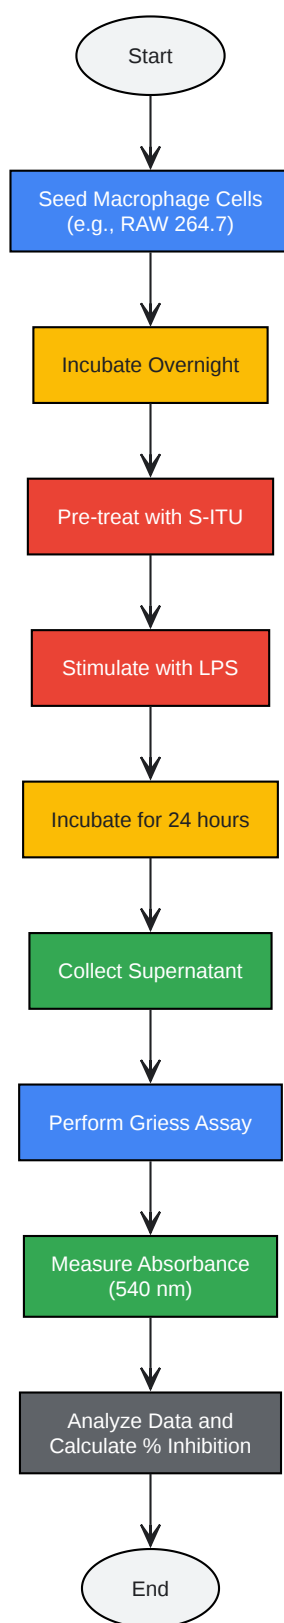 Start
Seed Macrophage Cells
(e.g., RAW 264.7)
Incubate Overnight
Pre-treat with S-ITU
Stimulate with LPS
Incubate for 24 hours
Collect Supernatant
Perform Griess Assay
Measure Absorbance
(540 nm)
Analyze Data and
Calculate % Inhibition
End